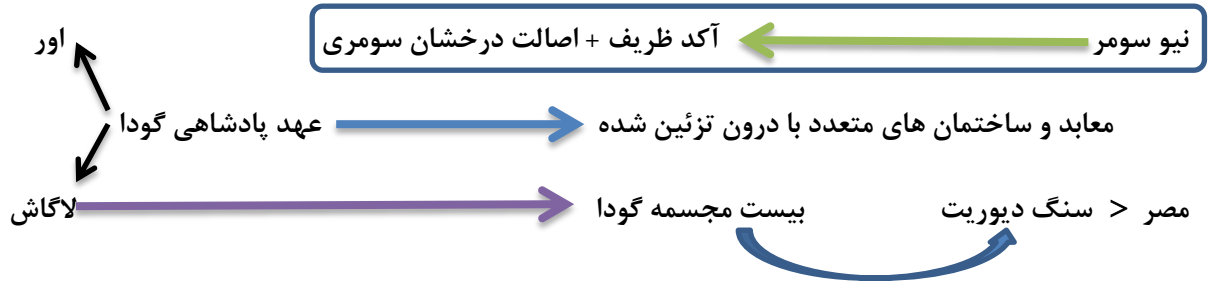 نیو سومر آکد ظریف + اصالت درخشان سومری اور
معابد و ساختمان های متعدد با درون تزئین شده عهد پادشاهی گودا
مصر < سنگ دیوریت بیست مجسمه گودا لاگاش